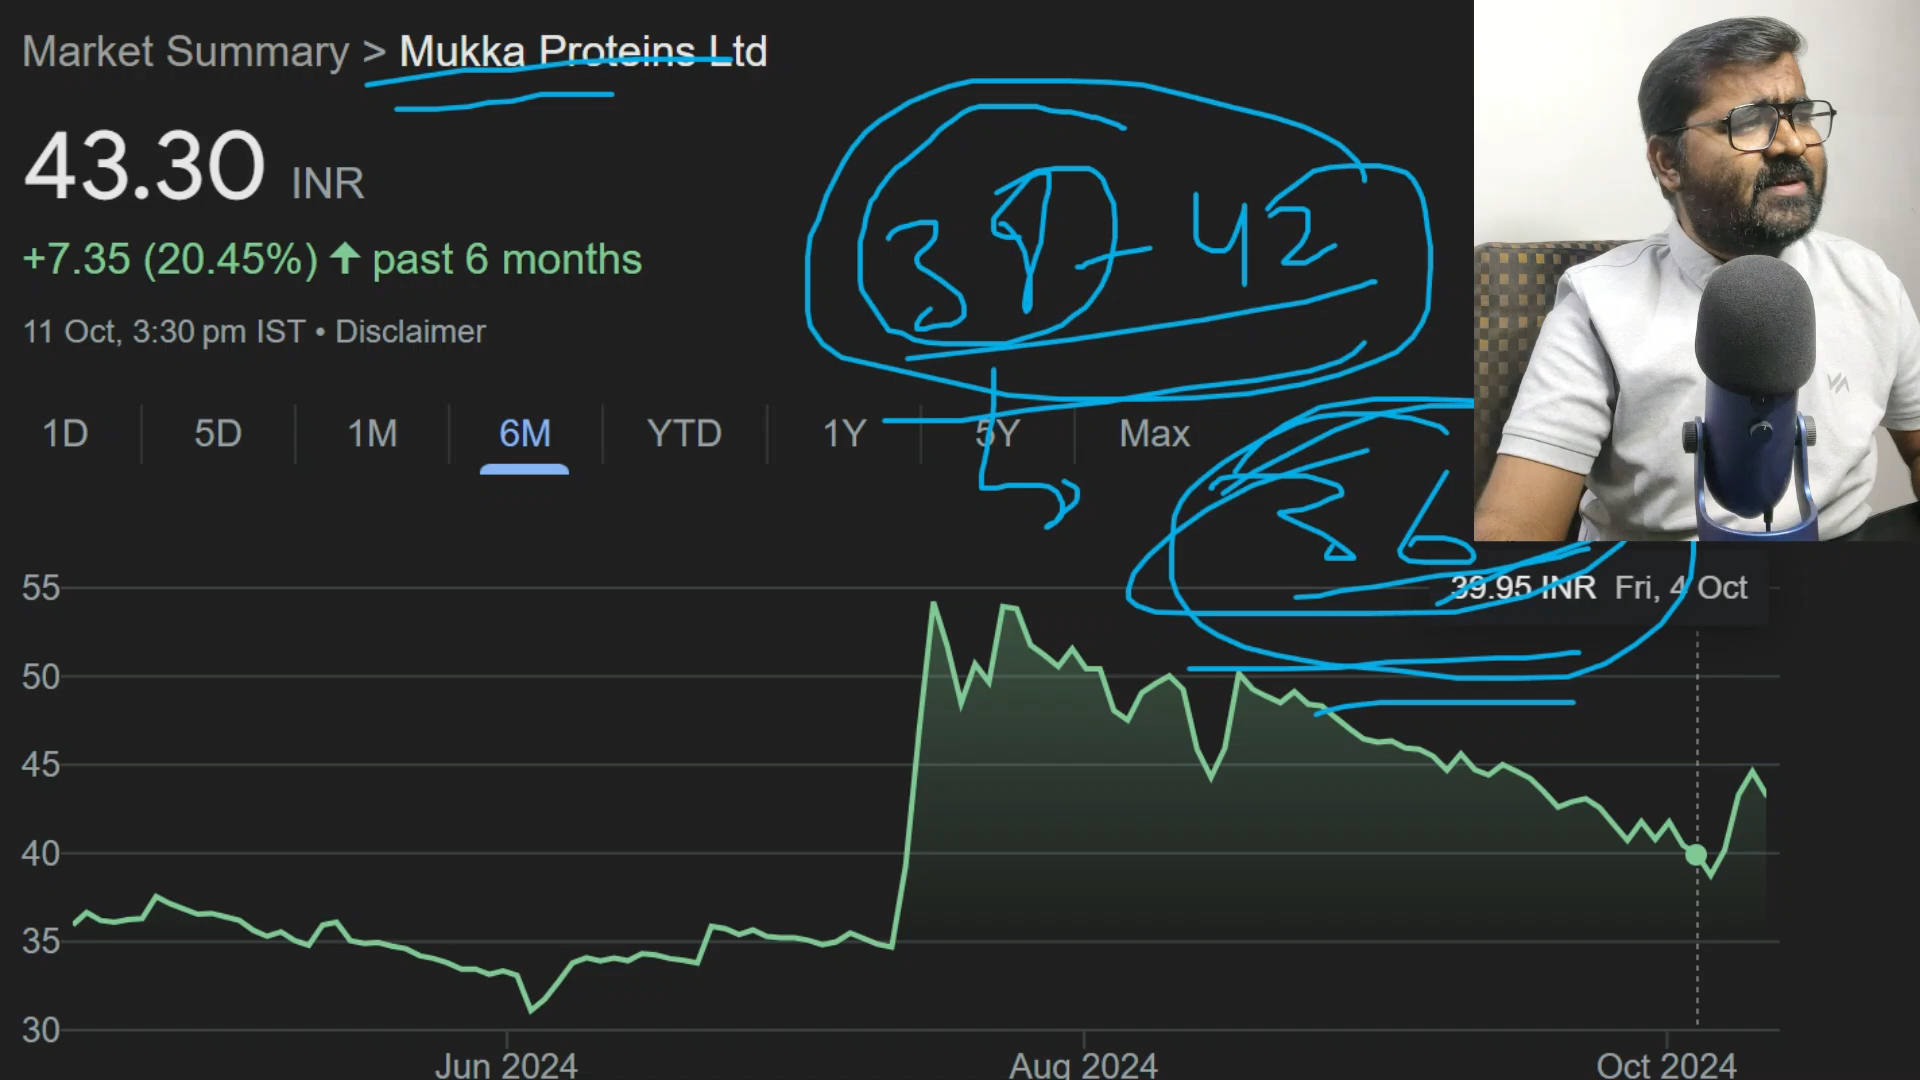 Market Summary > Mukka Proteins Ltd
43.30 INR
+7.35 (20.45%) ↑ past 6 months
11 Oct, 3:30 pm IST • Disclaimer
38 - 42
1D 5D 1M 6M YTD 1Y 5Y Max
36
39.95 INR Fri, 4 Oct
55
50
45
40
35
30
Jun 2024 Aug 2024 Oct 2024